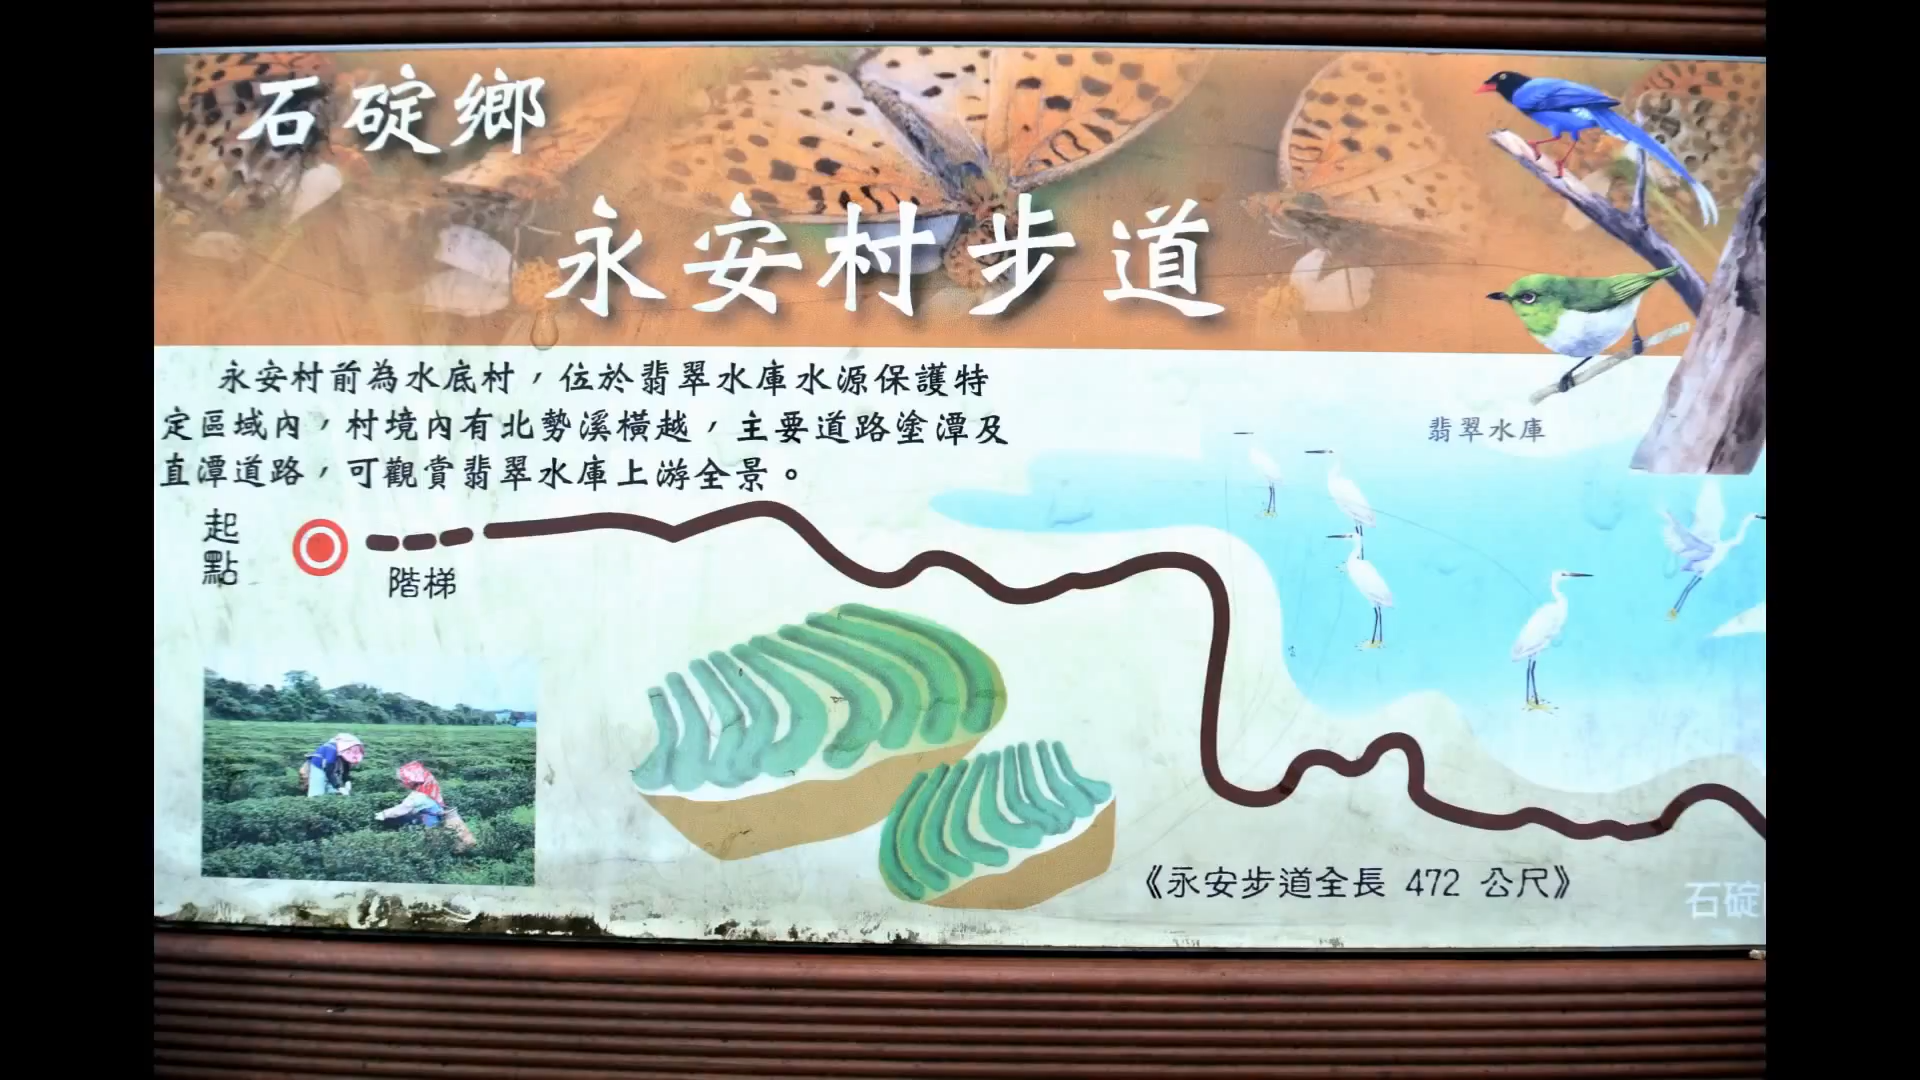 石碇鄉
永安村步道
永安村前為水底村，位於翡翠水庫水源保護特
定區域內，村境內有北勢溪橫越，主要道路塗潭及
直潭道路，可觀賞翡翠水庫上游全景。
翡翠水庫
起點
階梯
《永安步道全長 472 公尺》
石碇